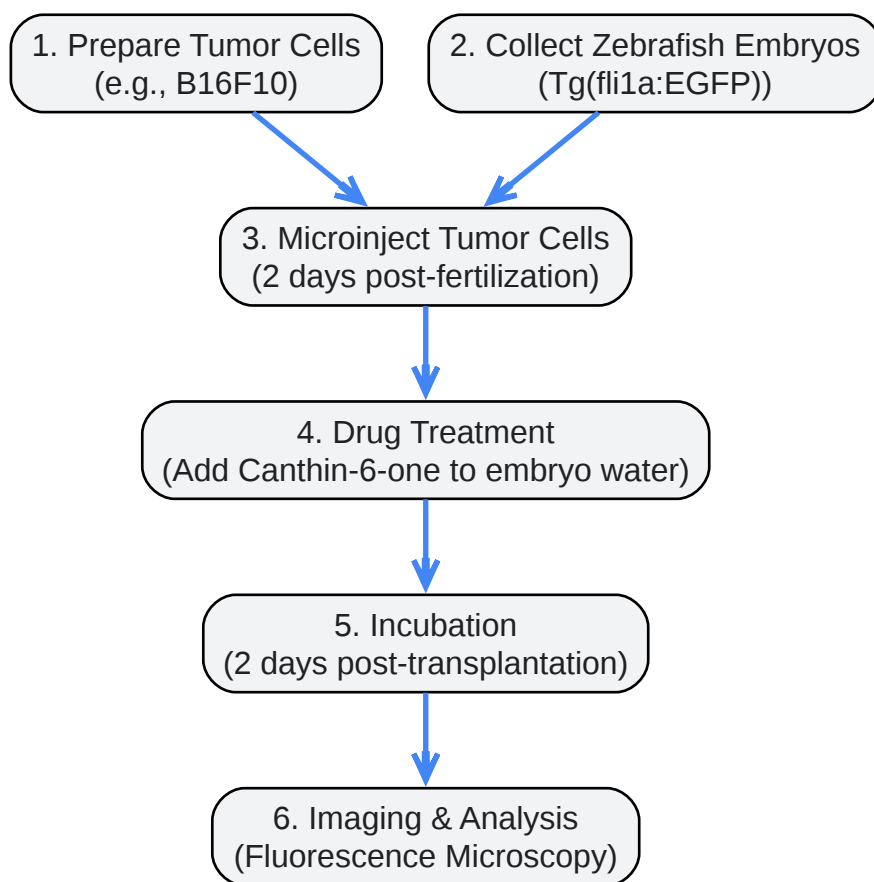 1. Prepare Tumor Cells
(e.g., B16F10)
2. Collect Zebrafish Embryos
(Tg(fli1a:EGFP))
3. Microinject Tumor Cells
(2 days post-fertilization)
4. Drug Treatment
(Add Canthin-6-one to embryo water)
5. Incubation
(2 days post-transplantation)
6. Imaging & Analysis
(Fluorescence Microscopy)